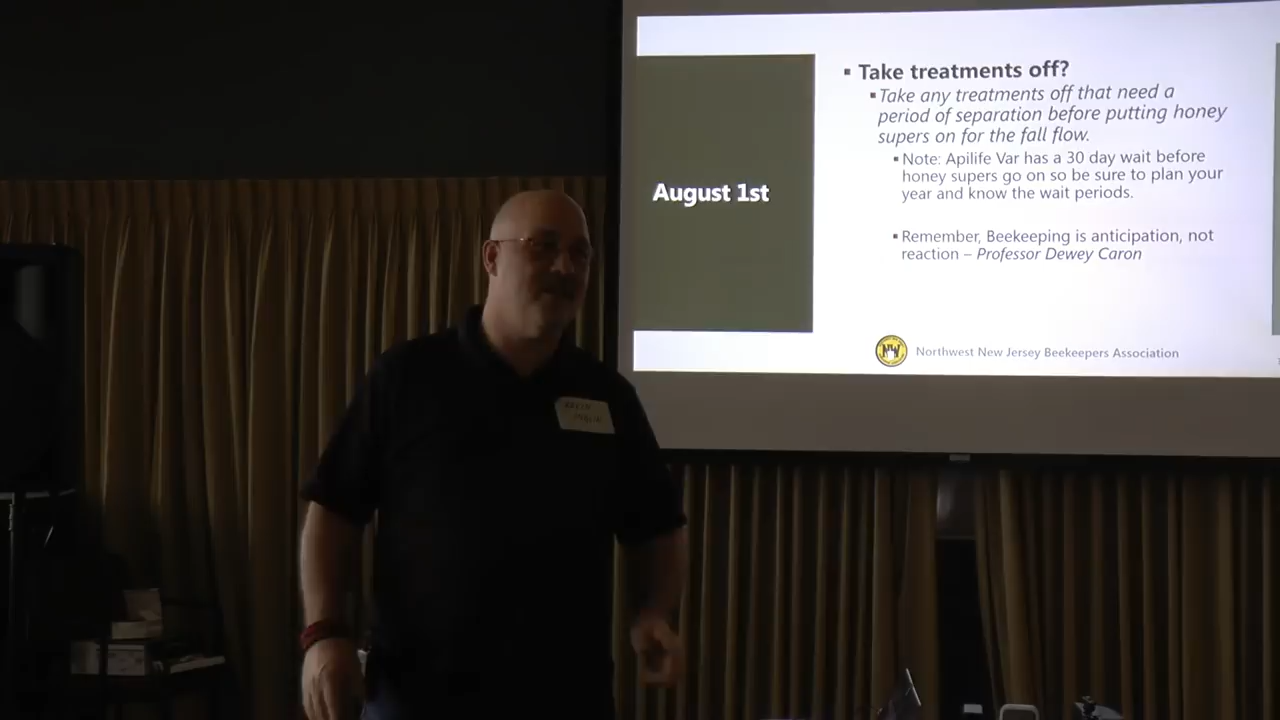 August 1st
▪ Take treatments off?
▪ Take any treatments off that need a
period of separation before putting honey
supers on for the fall flow.
▪ Note: Apilife Var has a 30 day wait before
honey supers go on so be sure to plan your
year and know the wait periods.
▪ Remember, Beekeeping is anticipation, not
reaction – Professor Dewey Caron
NW
Northwest New Jersey Beekeepers Association